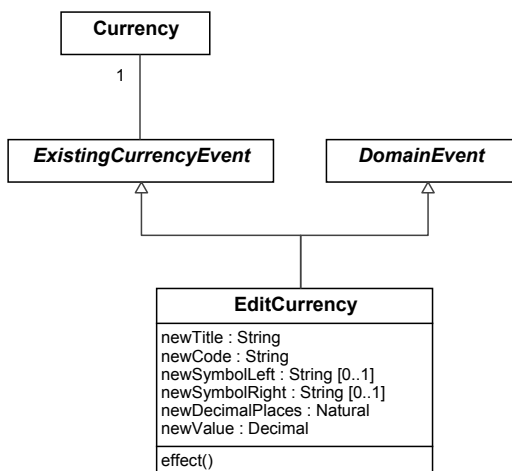 Currency
1
ExistingCurrencyEvent
DomainEvent
EditCurrency
newTitle : String
newCode : String
newSymbolLeft : String [0..1]
newSymbolRight : String [0..1]
newDecimalPlaces : Natural
newValue : Decimal
effect()